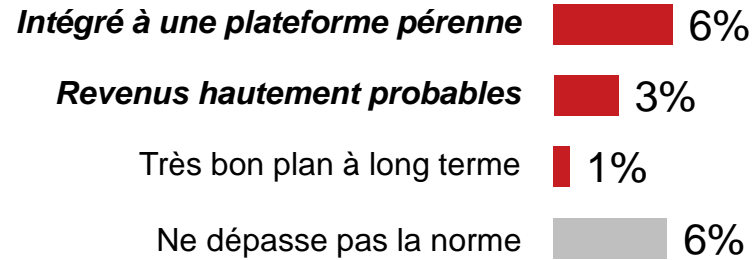 Intégré à une plateforme pérenne 6%
Revenus hautement probables 3%
Très bon plan à long terme 1%
Ne dépasse pas la norme 6%